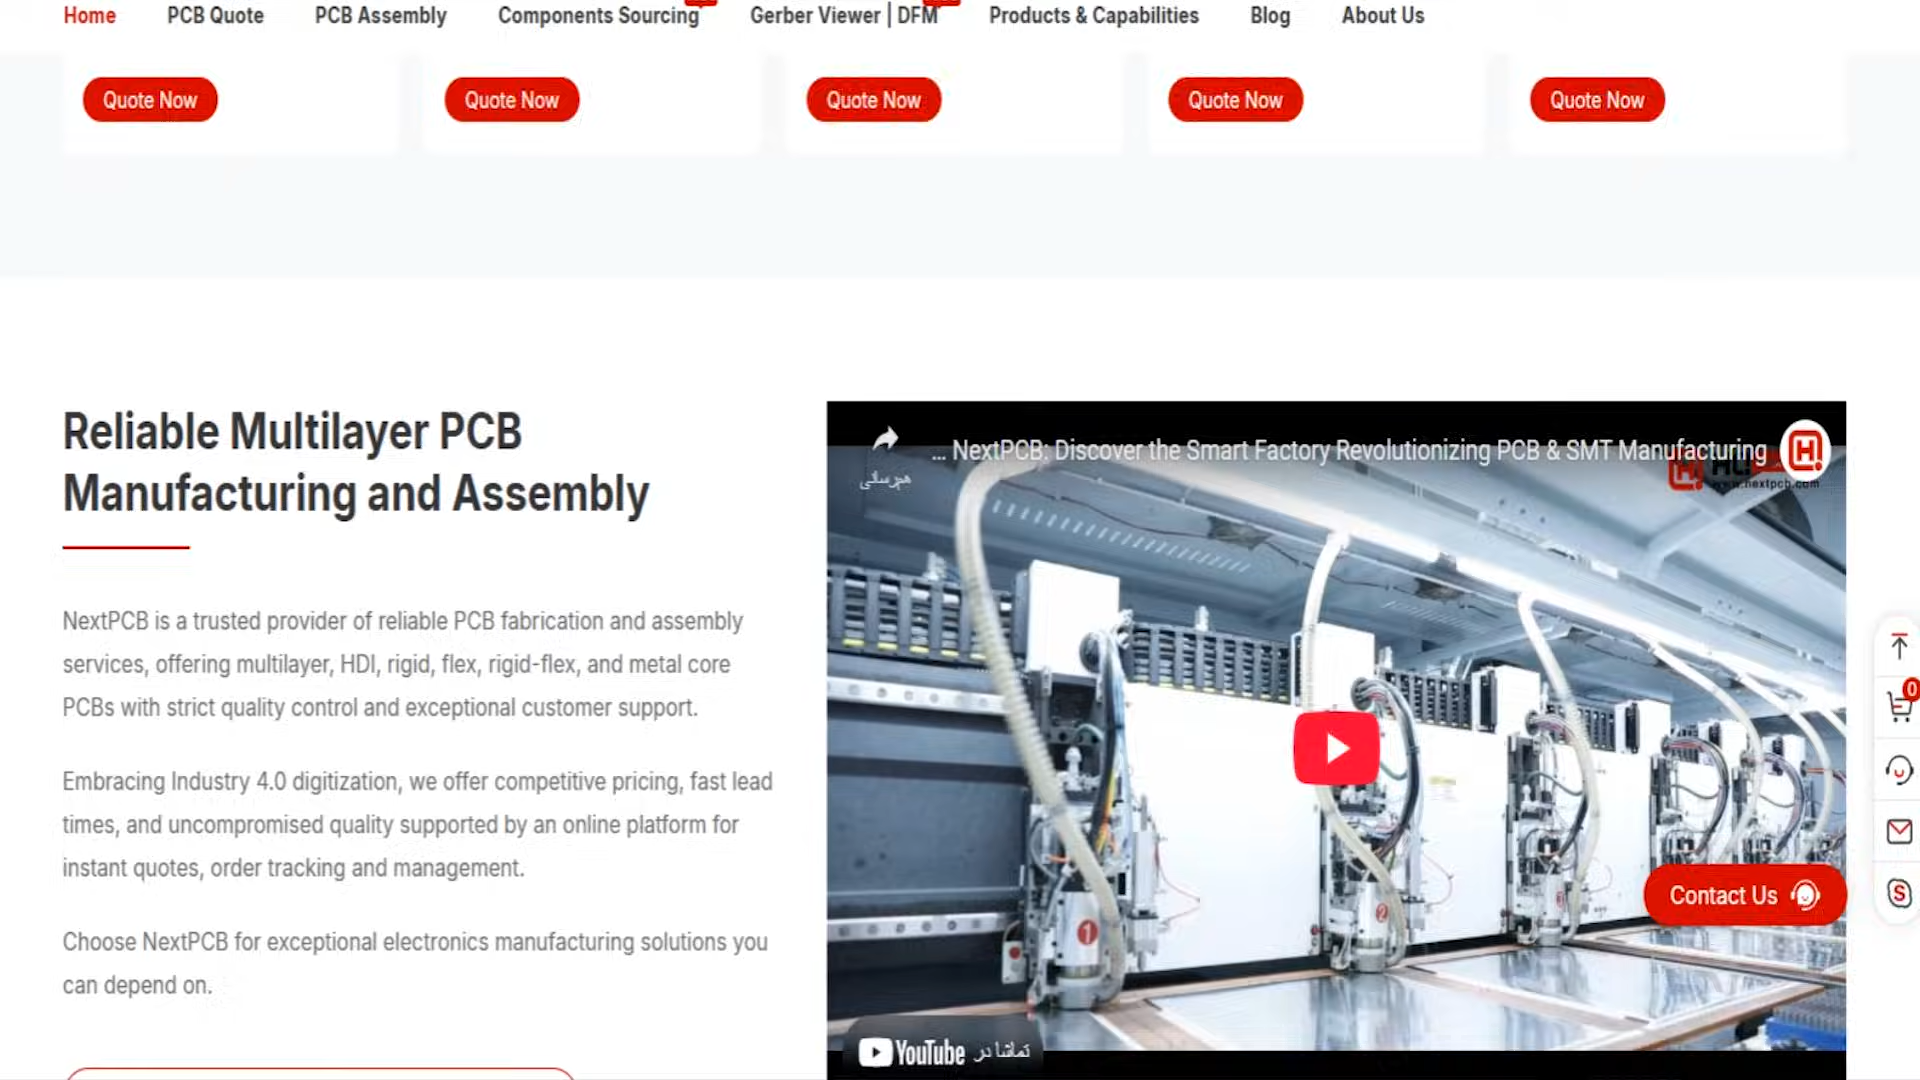 Home PCB Quote PCB Assembly Components Sourcing Gerber Viewer | DFM Products & Capabilities Blog About Us
Quote Now Quote Now Quote Now Quote Now Quote Now
Reliable Multilayer PCB
Manufacturing and Assembly
NextPCB is a trusted provider of reliable PCB fabrication and assembly
services, offering multilayer, HDI, rigid, flex, rigid-flex, and metal core
PCBs with strict quality control and exceptional customer support.
Embracing Industry 4.0 digitization, we offer competitive pricing, fast lead
times, and uncompromised quality supported by an online platform for
instant quotes, order tracking and management.
Choose NextPCB for exceptional electronics manufacturing solutions you
can depend on.
... NextPCB: Discover the Smart Factory Revolutionizing PCB & SMT Manufacturing
هم‌رسانی
www.nextpcb.com
1
2
تماشا در YouTube
0
Contact Us